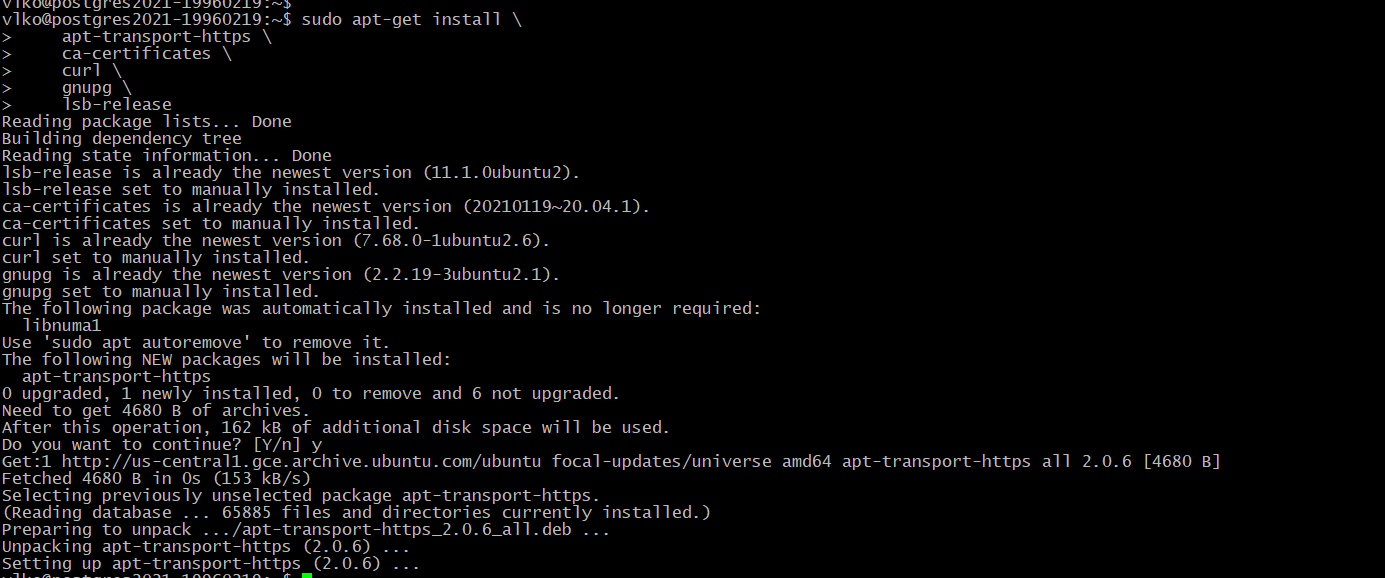 vlko@postgres2021-19960219:~$
vlko@postgres2021-19960219:~$ sudo apt-get install \
>     apt-transport-https \
>     ca-certificates \
>     curl \
>     gnupg \
>     lsb-release
Reading package lists... Done
Building dependency tree
Reading state information... Done
lsb-release is already the newest version (11.1.0ubuntu2).
lsb-release set to manually installed.
ca-certificates is already the newest version (20210119~20.04.1).
ca-certificates set to manually installed.
curl is already the newest version (7.68.0-1ubuntu2.6).
curl set to manually installed.
gnupg is already the newest version (2.2.19-3ubuntu2.1).
gnupg set to manually installed.
The following package was automatically installed and is no longer required:
  libnuma1
Use 'sudo apt autoremove' to remove it.
The following NEW packages will be installed:
  apt-transport-https
0 upgraded, 1 newly installed, 0 to remove and 6 not upgraded.
Need to get 4680 B of archives.
After this operation, 162 kB of additional disk space will be used.
Do you want to continue? [Y/n] y
Get:1 http://us-central1.gce.archive.ubuntu.com/ubuntu focal-updates/universe amd64 apt-transport-https all 2.0.6 [4680 B]
Fetched 4680 B in 0s (153 kB/s)
Selecting previously unselected package apt-transport-https.
(Reading database ... 65885 files and directories currently installed.)
Preparing to unpack .../apt-transport-https_2.0.6_all.deb ...
Unpacking apt-transport-https (2.0.6) ...
Setting up apt-transport-https (2.0.6) ...
vlko@postgres2021-19960219:~$